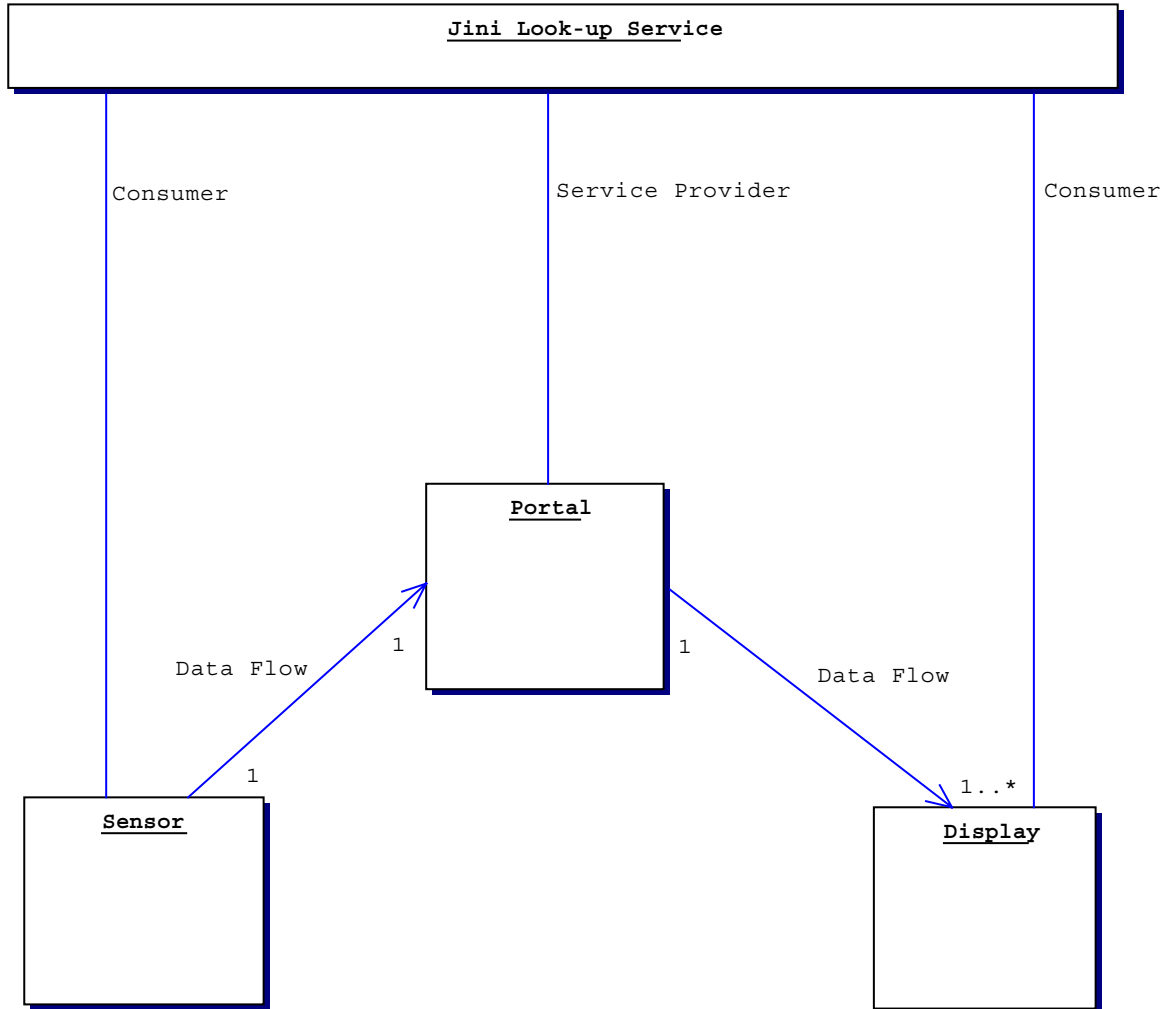 Jini Look-up Service
Consumer
Service Provider
Consumer
Portal
1
1
Data Flow
Data Flow
1
1..*
Sensor
Display